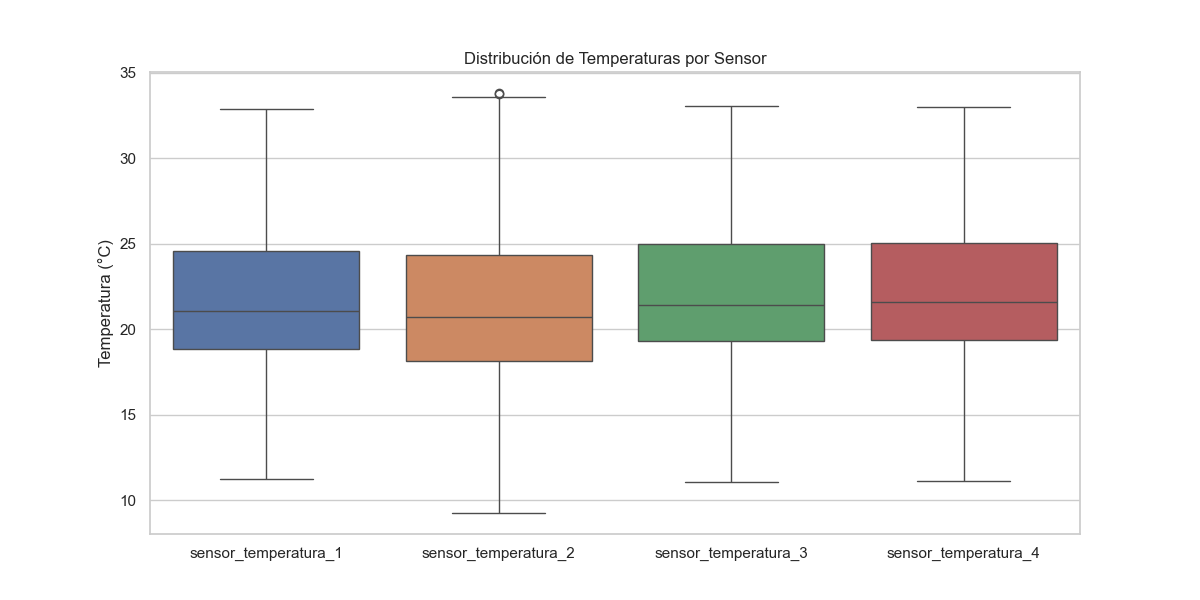 Distribución de Temperaturas por Sensor
Temperatura (°C)
35
30
25
20
15
10
sensor_temperatura_1
sensor_temperatura_2
sensor_temperatura_3
sensor_temperatura_4